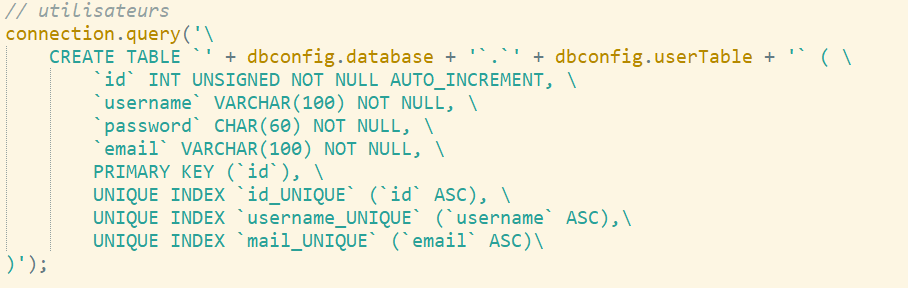 // utilisateurs
connection.query('\
    CREATE TABLE `' + dbconfig.database + '`.`' + dbconfig.userTable + '` ( \
        `id` INT UNSIGNED NOT NULL AUTO_INCREMENT, \
        `username` VARCHAR(100) NOT NULL, \
        `password` CHAR(60) NOT NULL, \
        `email` VARCHAR(100) NOT NULL, \
        PRIMARY KEY (`id`), \
        UNIQUE INDEX `id_UNIQUE` (`id` ASC), \
        UNIQUE INDEX `username_UNIQUE` (`username` ASC),\
        UNIQUE INDEX `mail_UNIQUE` (`email` ASC)\
)');